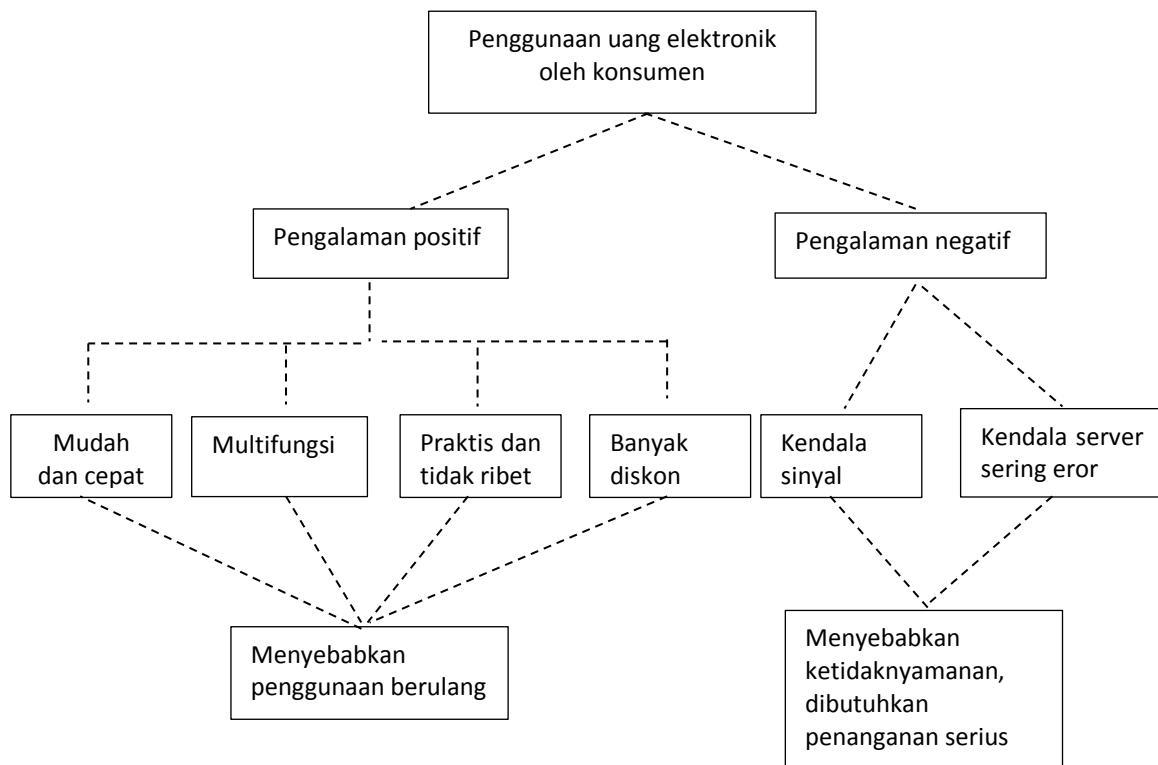 Penggunaan uang elektronik
oleh konsumen
Pengalaman positif
Pengalaman negatif
Mudah
dan cepat
Multifungsi
Praktis dan
tidak ribet
Banyak
diskon
Kendala
sinyal
Kendala server
sering eror
Menyebabkan
penggunaan berulang
Menyebabkan
ketidaknyamanan,
dibutuhkan
penanganan serius